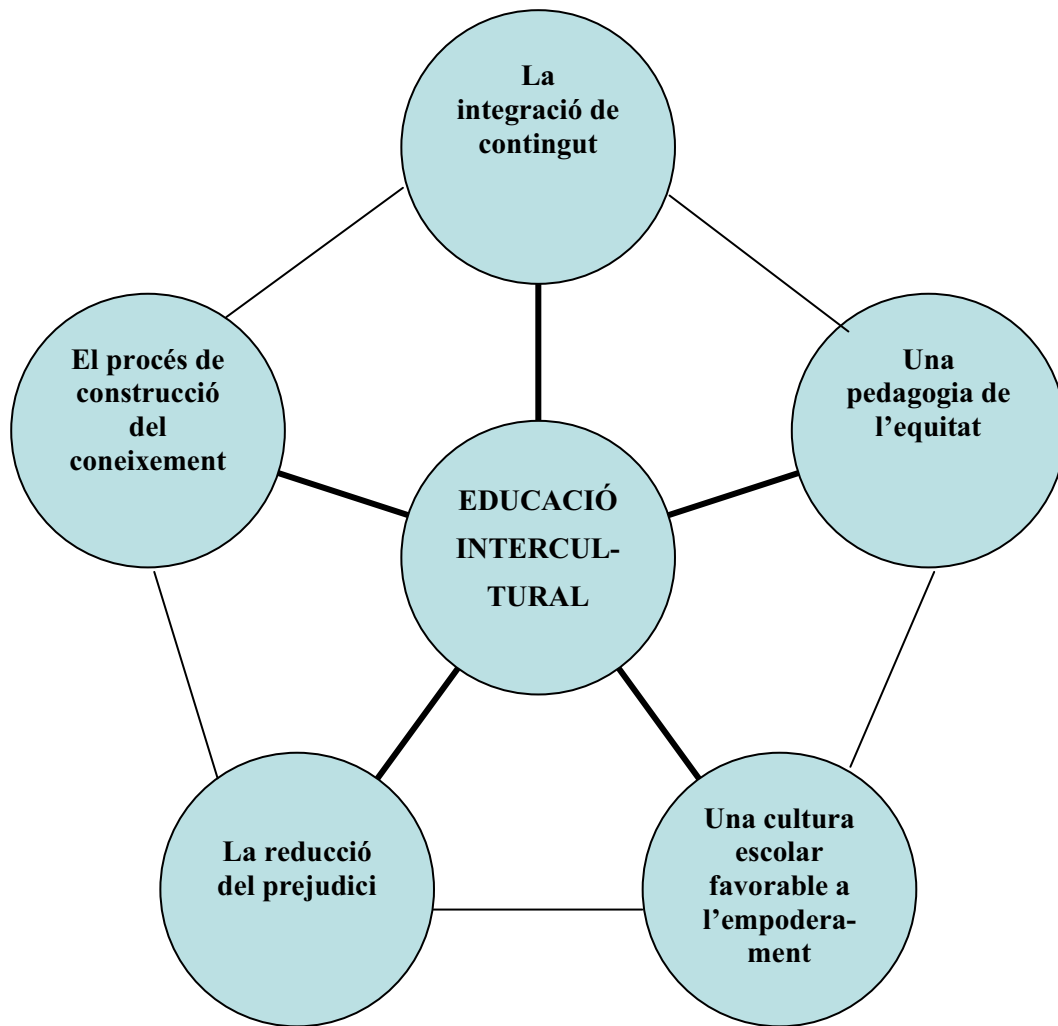 La
integració de
contingut
El procés de
construcció
del
coneixement
Una
pedagogia de
l’equitat
EDUCACIÓ
INTERCUL-
TURAL
La reducció
del prejudici
Una cultura
escolar
favorable a
l’empodera-
ment